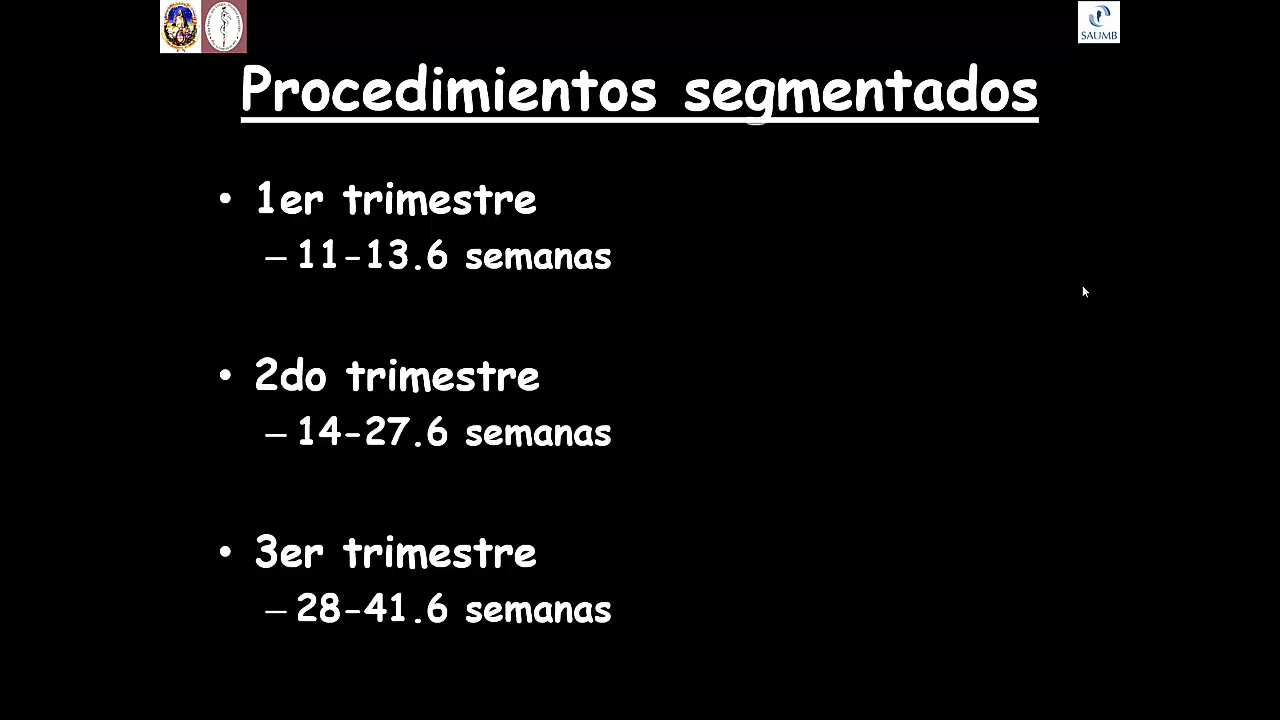 SAUMB
Procedimientos segmentados
• 1er trimestre
– 11-13.6 semanas
• 2do trimestre
– 14-27.6 semanas
• 3er trimestre
– 28-41.6 semanas